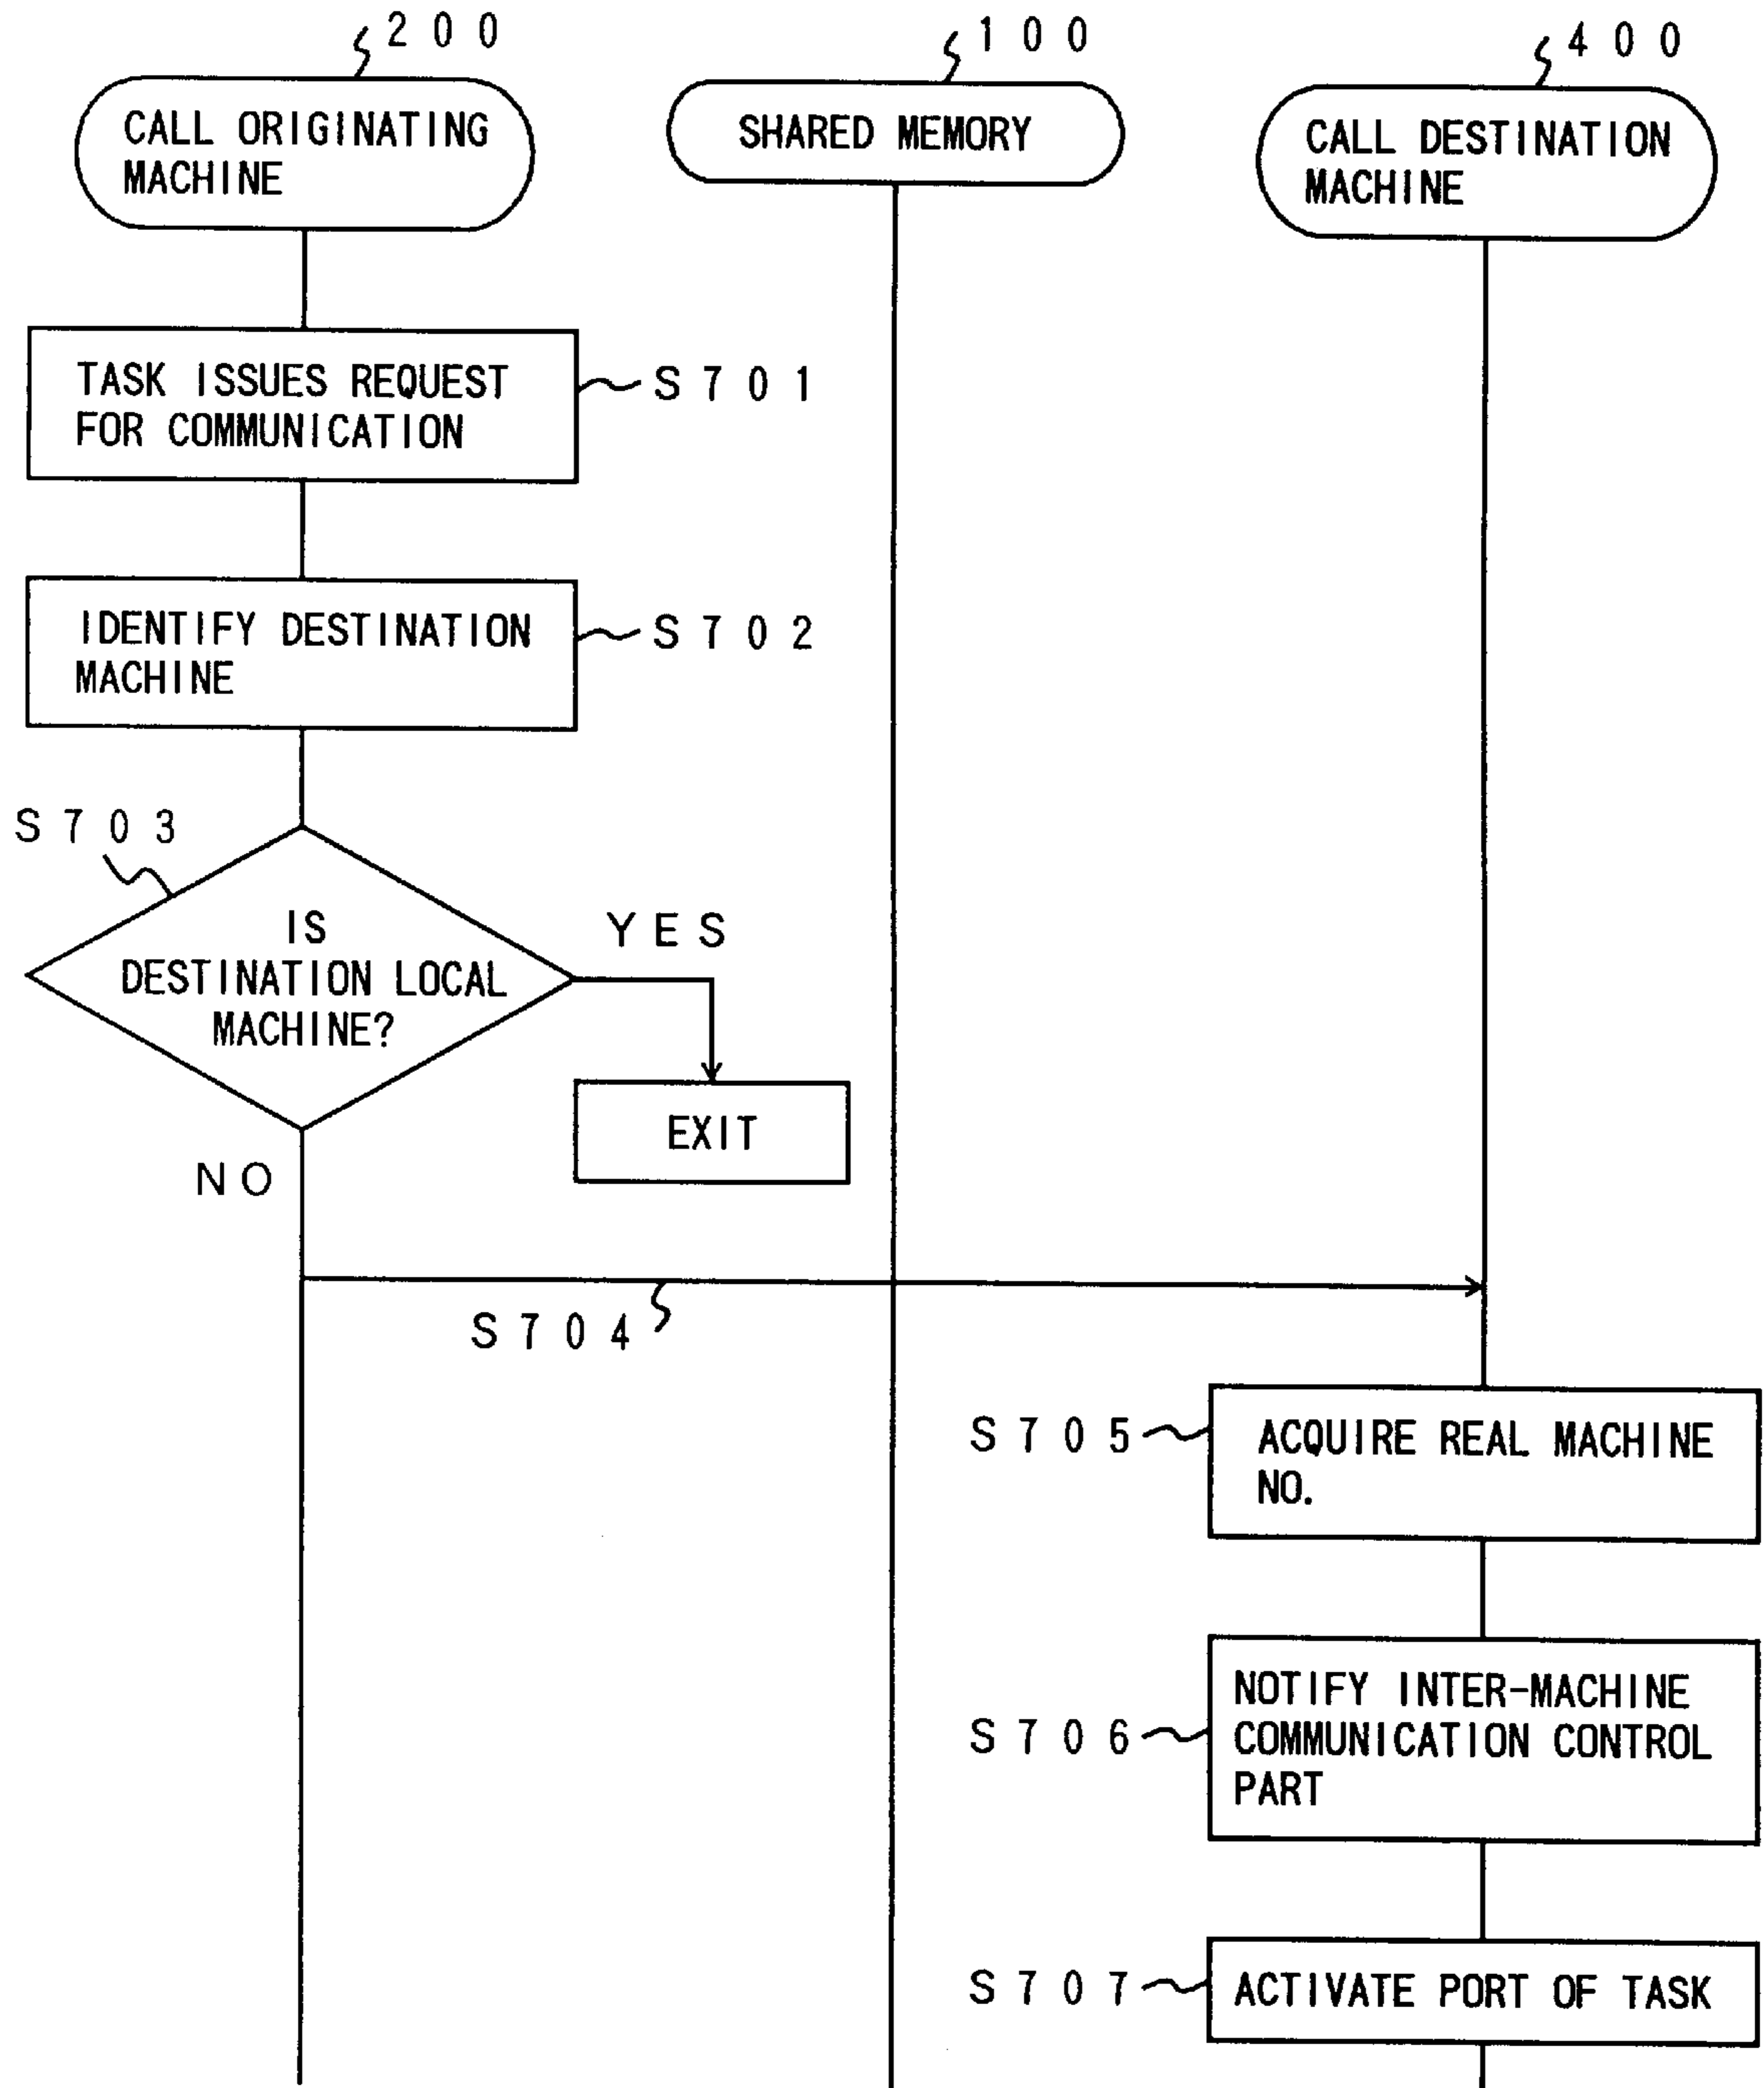 200
100
400
CALL ORIGINATING
MACHINE
SHARED MEMORY
CALL DESTINATION
MACHINE
TASK ISSUES REQUEST
FOR COMMUNICATION
S701
IDENTIFY DESTINATION
MACHINE
S702
S703
IS
DESTINATION LOCAL
MACHINE?
YES
EXIT
NO
S704
S705
ACQUIRE REAL MACHINE
NO.
S706
NOTIFY INTER-MACHINE
COMMUNICATION CONTROL
PART
S707
ACTIVATE PORT OF TASK